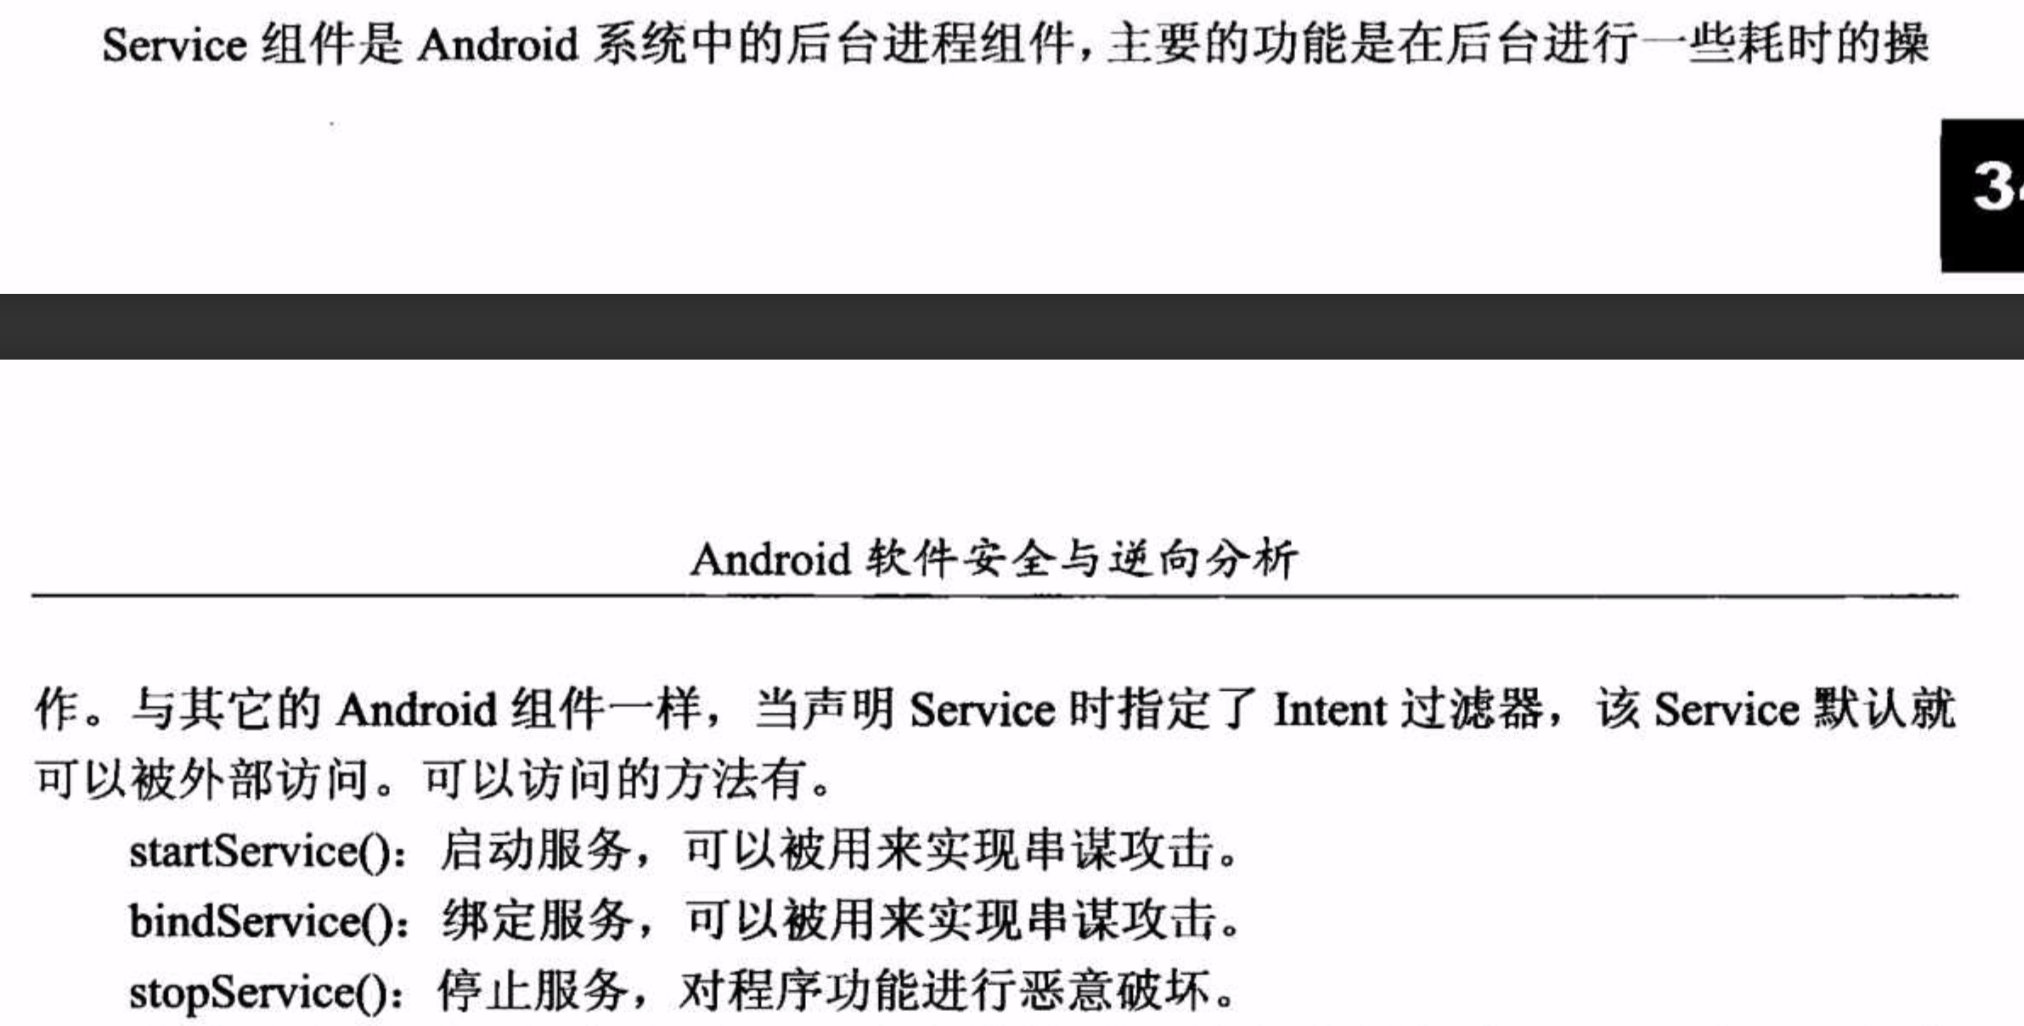 Service 组件是 Android 系统中的后台进程组件，主要的功能是在后台进行一些耗时的操
3
Android 软件安全与逆向分析
作。与其它的 Android 组件一样，当声明 Service 时指定了 Intent 过滤器，该 Service 默认就
可以被外部访问。可以访问的方法有。
startService()：启动服务，可以被用来实现串谋攻击。
bindService()：绑定服务，可以被用来实现串谋攻击。
stopService()：停止服务，对程序功能进行恶意破坏。